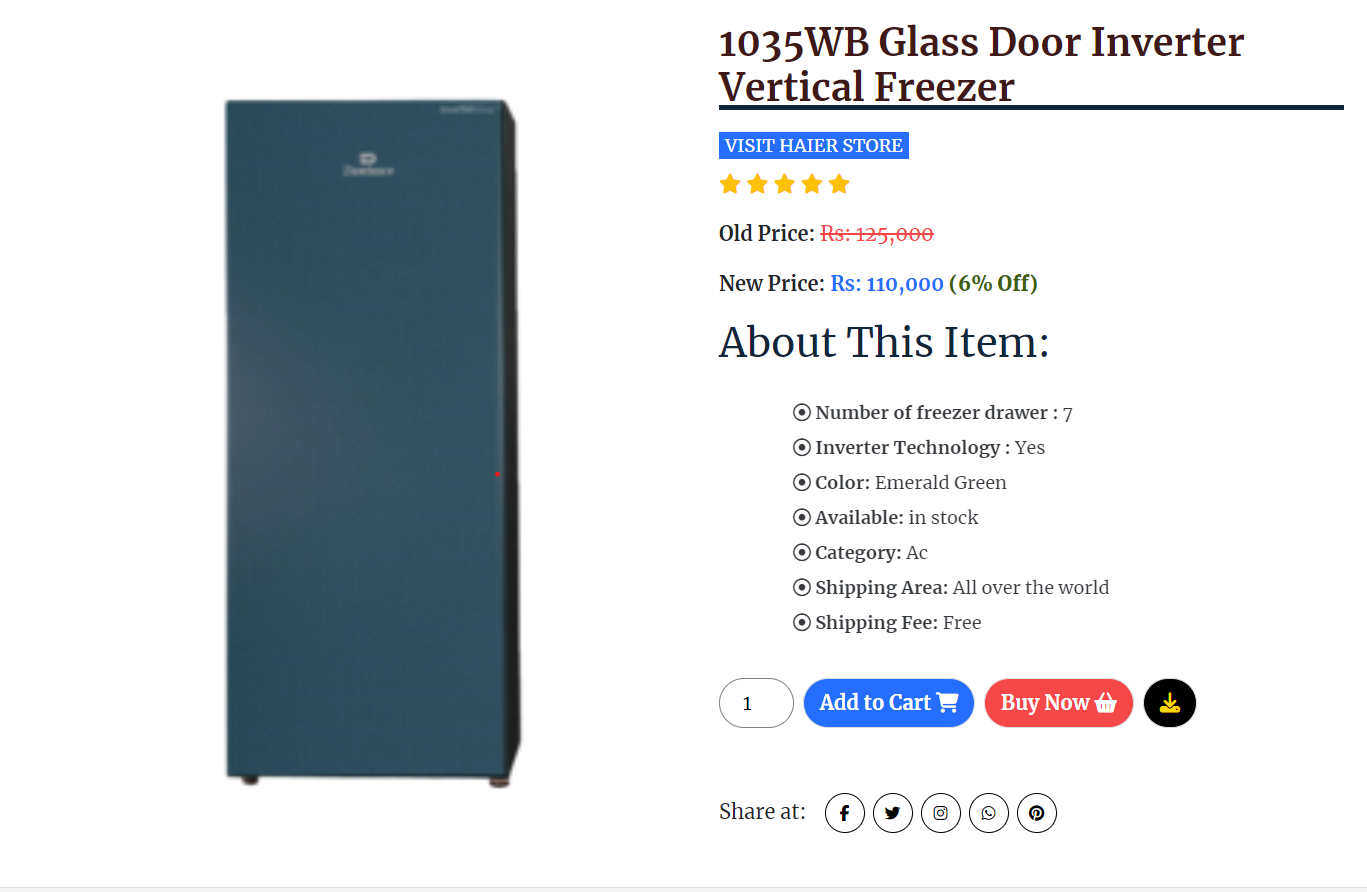 Dawlance
1035WB Glass Door Inverter
Vertical Freezer
VISIT HAIER STORE
Old Price: Rs: 125,000
New Price: Rs: 110,000 (6% Off)
About This Item:
Number of freezer drawer : 7
Inverter Technology : Yes
Color: Emerald Green
Available: in stock
Category: Ac
Shipping Area: All over the world
Shipping Fee: Free
1
Add to Cart
Buy Now
Share at: